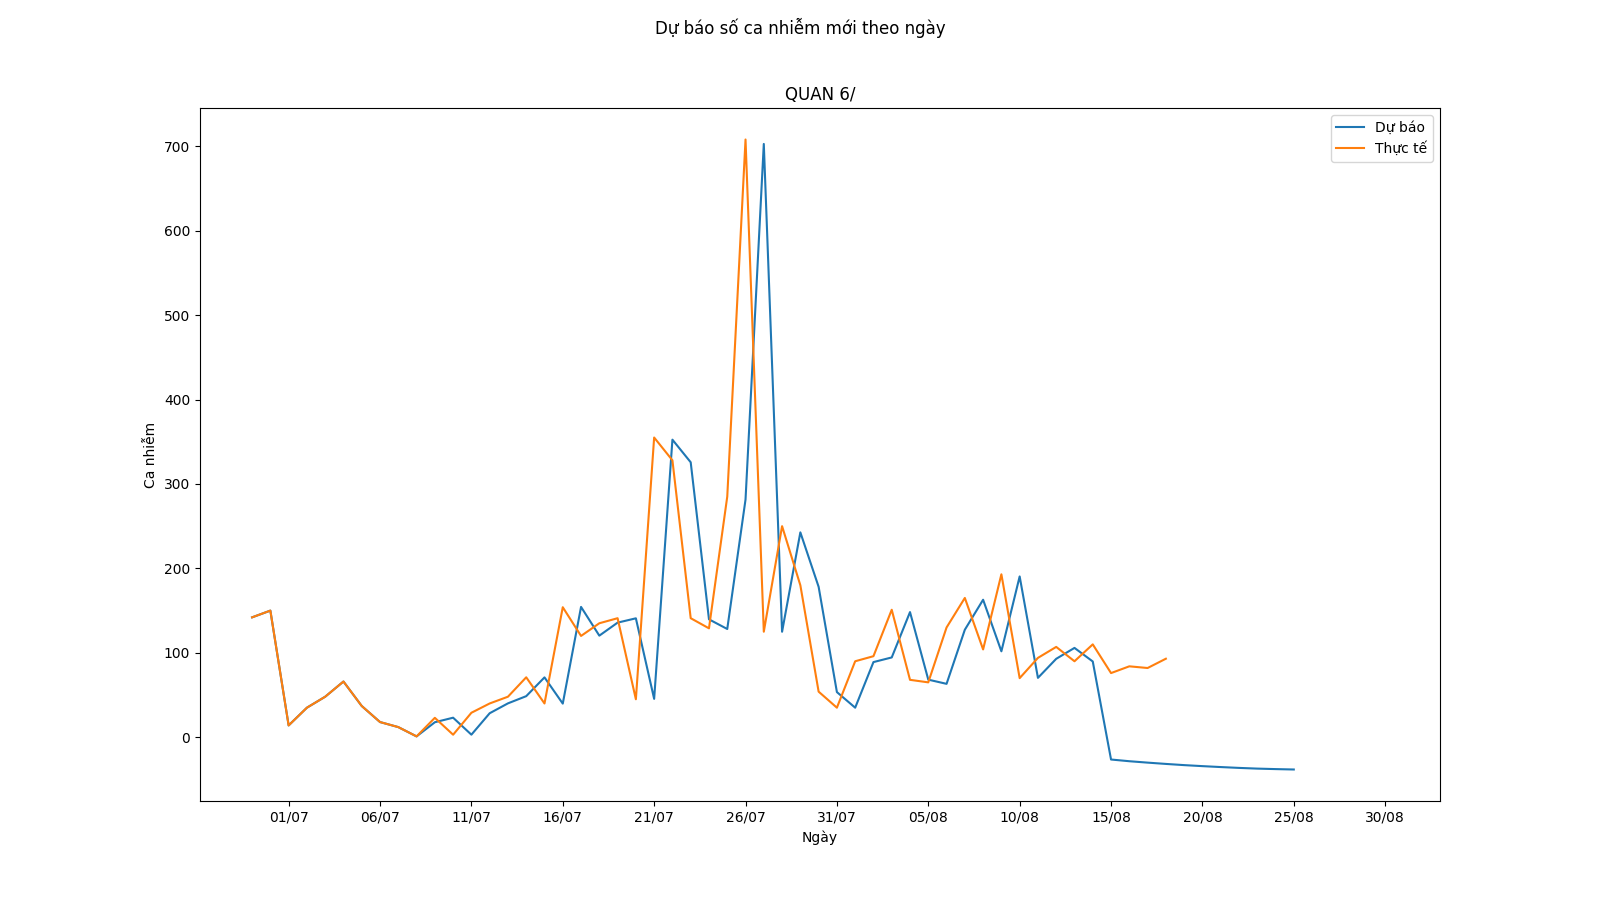 Dự báo số ca nhiễm mới theo ngày
QUAN 6/
Dự báo
Thực tế
700
600
500
400
300
200
100
0
Ca nhiễm
01/07 06/07 11/07 16/07 21/07 26/07 31/07 05/08 10/08 15/08 20/08 25/08 30/08
Ngày